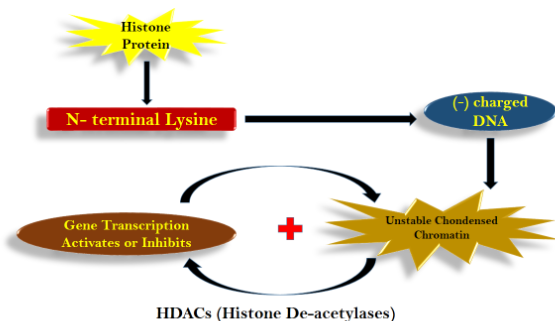 Histone
Protein
N- terminal Lysine
(-) charged
DNA
Gene Transcription
Activates or Inhibits
Unstable Chondensed
Chromatin
HDACs (Histone De-acetylases)